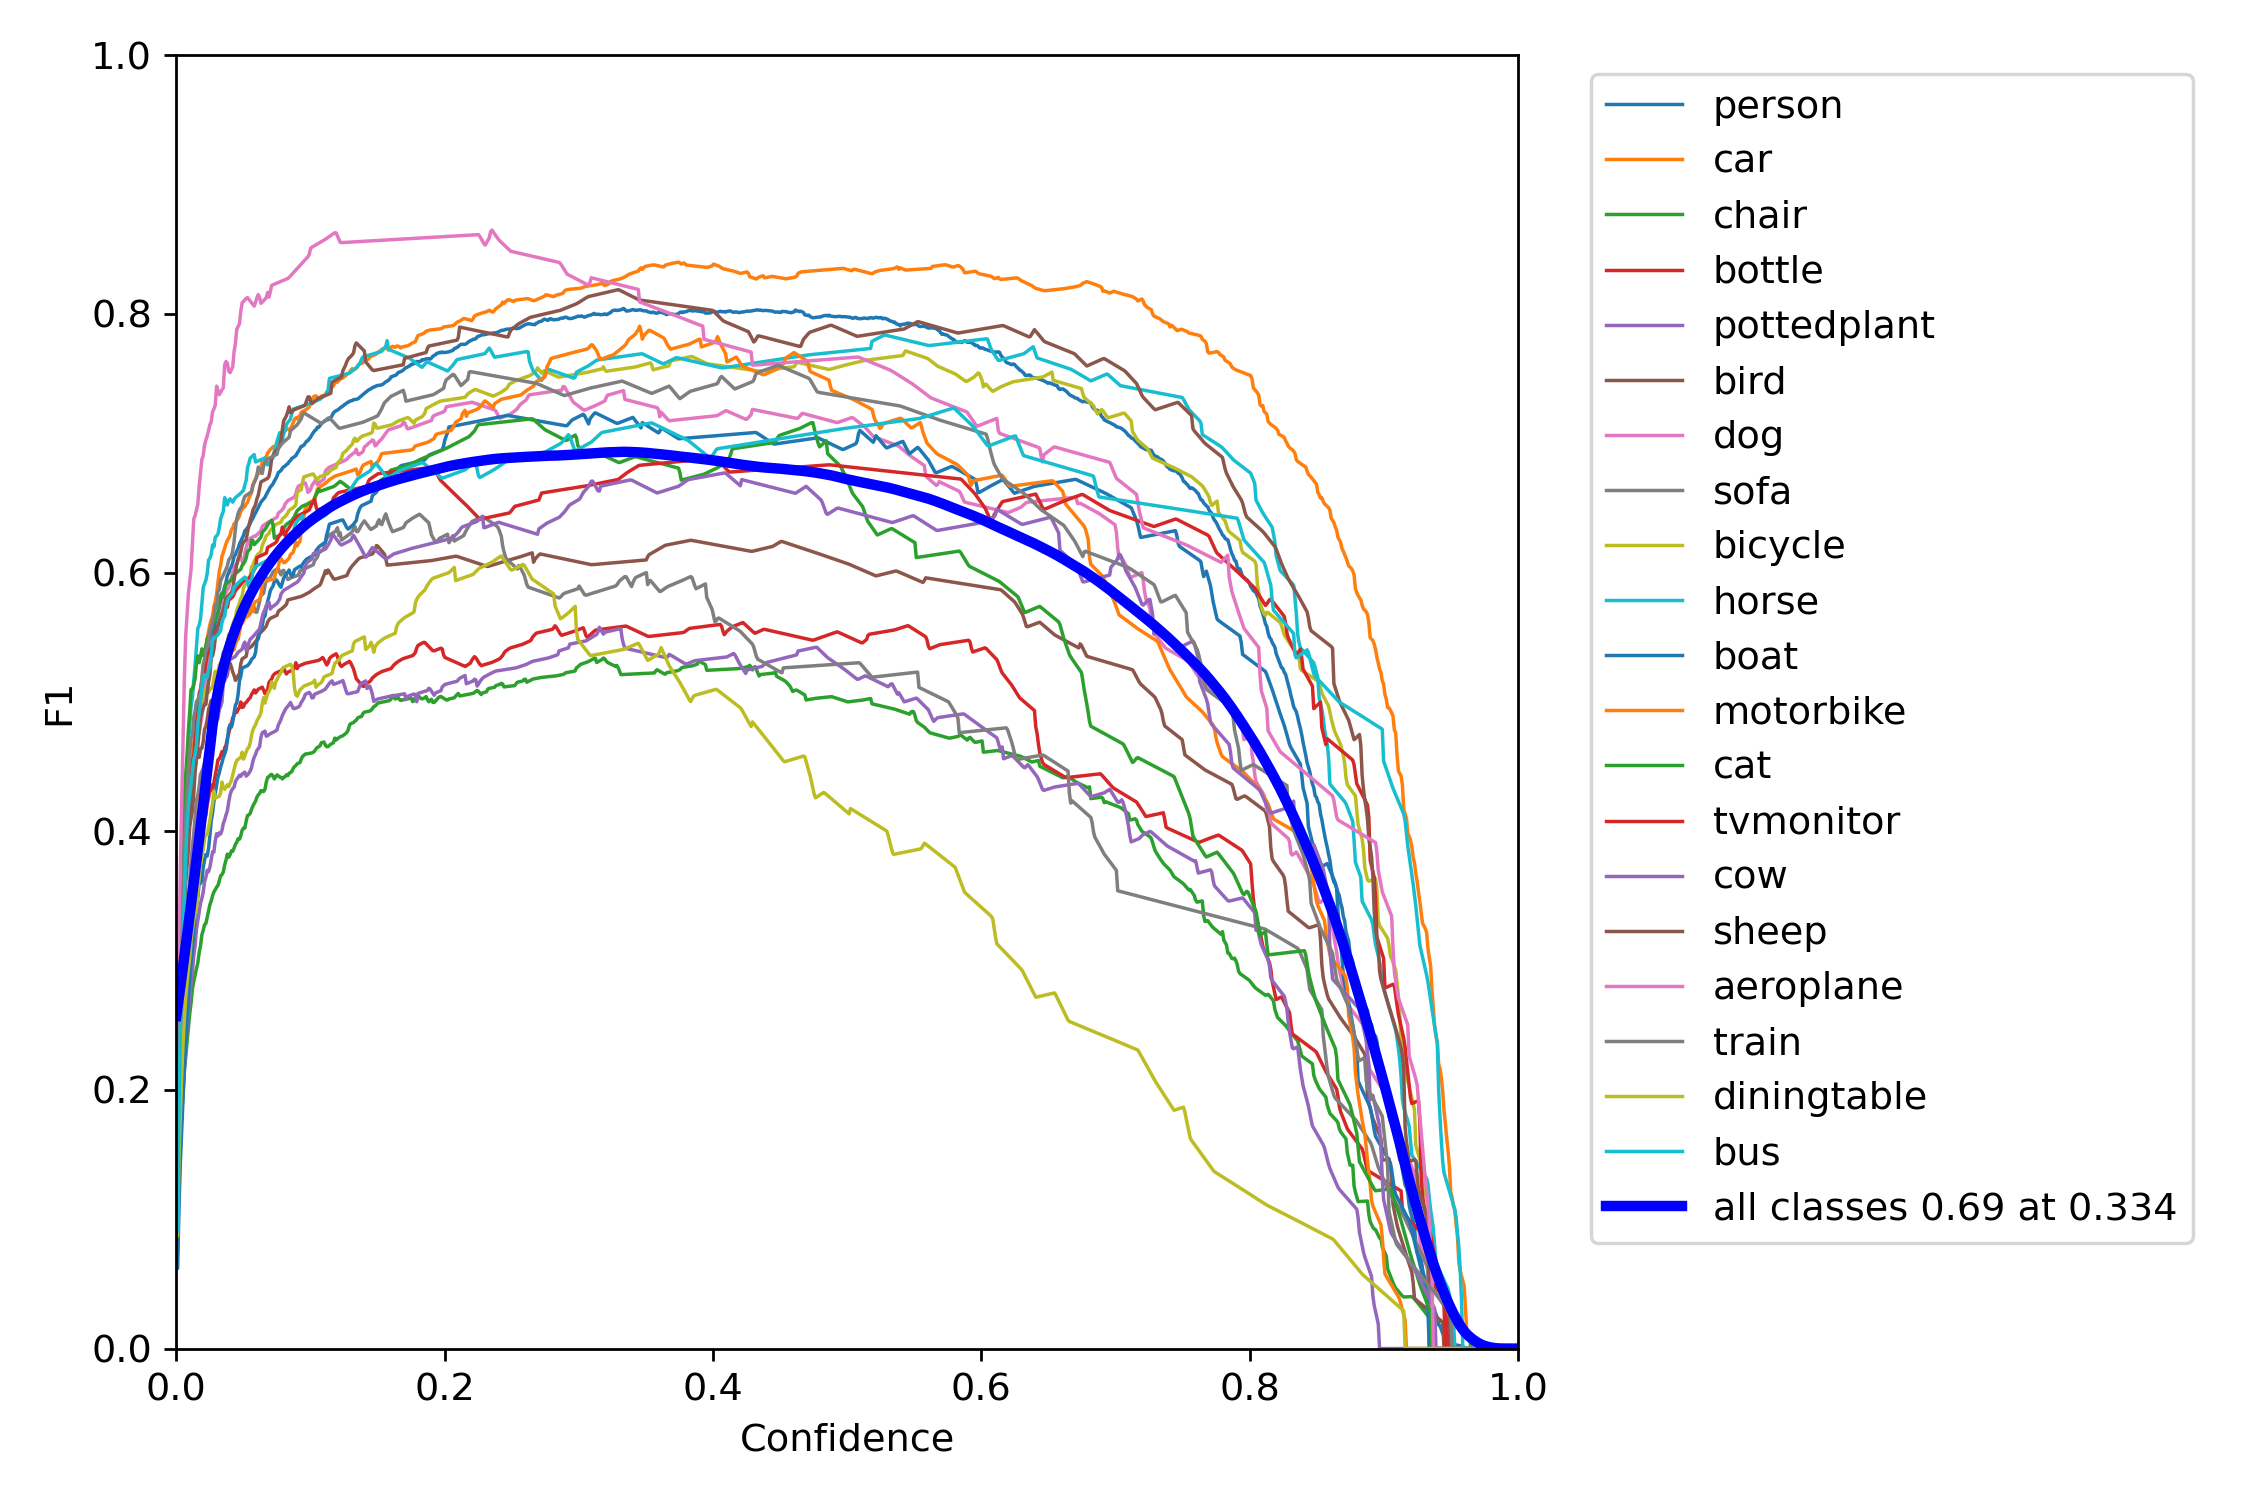 1.0
0.8
0.6
0.4
0.2
0.0
F1
0.0 0.2 0.4 0.6 0.8 1.0
Confidence
person
car
chair
bottle
pottedplant
bird
dog
sofa
bicycle
horse
boat
motorbike
cat
tvmonitor
cow
sheep
aeroplane
train
diningtable
bus
all classes 0.69 at 0.334